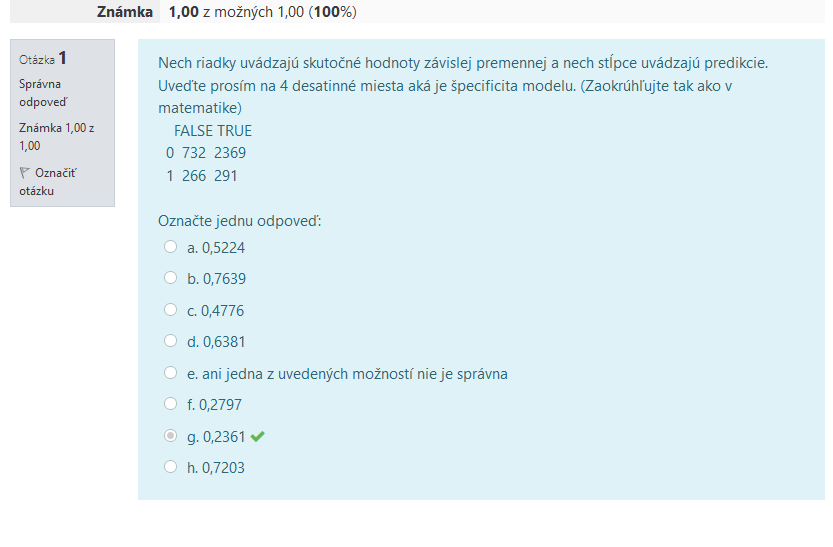 Známka 1,00 z možných 1,00 (100%)
Otázka 1
Správna
odpoveď
Známka 1,00 z
1,00
Označiť
otázku
Nech riadky uvádzajú skutočné hodnoty závislej premennej a nech stĺpce uvádzajú predikcie.
Uveďte prosím na 4 desatinné miesta aká je špecificita modelu. (Zaokrúhľujte tak ako v
matematike)
FALSE TRUE
0 732 2369
1 266 291
Označte jednu odpoveď:
a. 0,5224
b. 0,7639
c. 0,4776
d. 0,6381
e. ani jedna z uvedených možností nie je správna
f. 0,2797
g. 0,2361
h. 0,7203